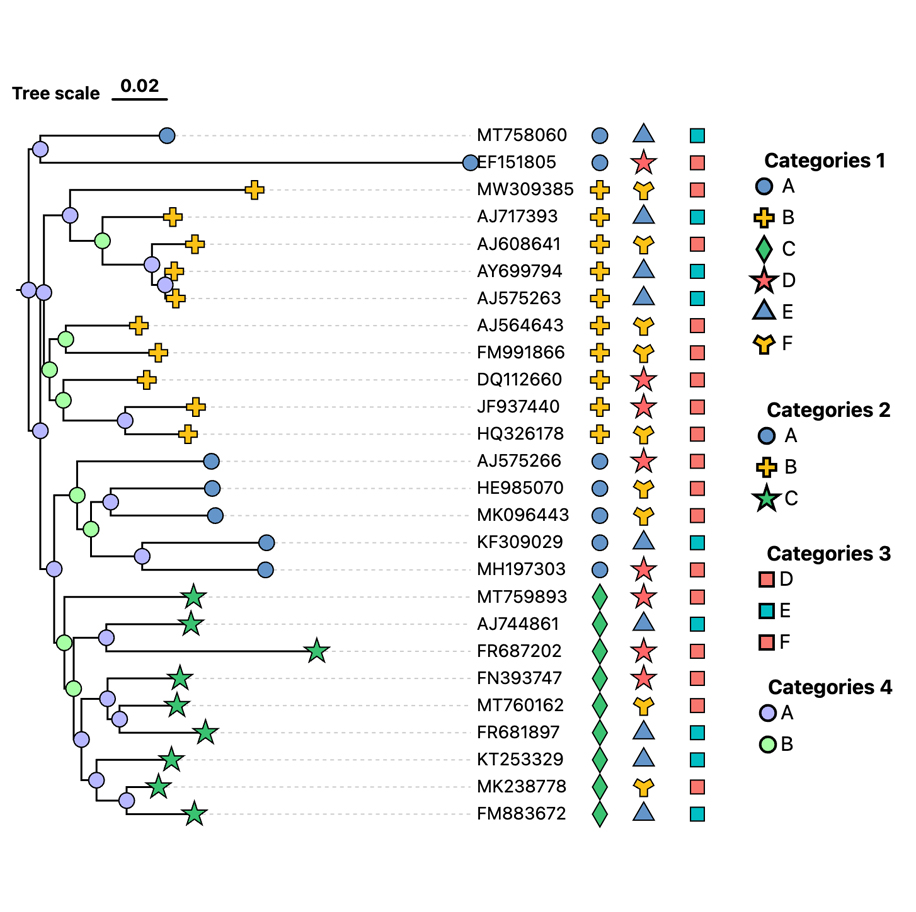 Tree scale 0.02
MT758060
EF151805
MW309385
AJ717393
AJ608641
AY699794
AJ575263
AJ564643
FM991866
DQ112660
JF937440
HQ326178
AJ575266
HE985070
MK096443
KF309029
MH197303
MT759893
AJ744861
FR687202
FN393747
MT760162
FR681897
KT253329
MK238778
FM883672
Categories 1
A
B
C
D
E
F
Categories 2
A
B
C
Categories 3
D
E
F
Categories 4
A
B